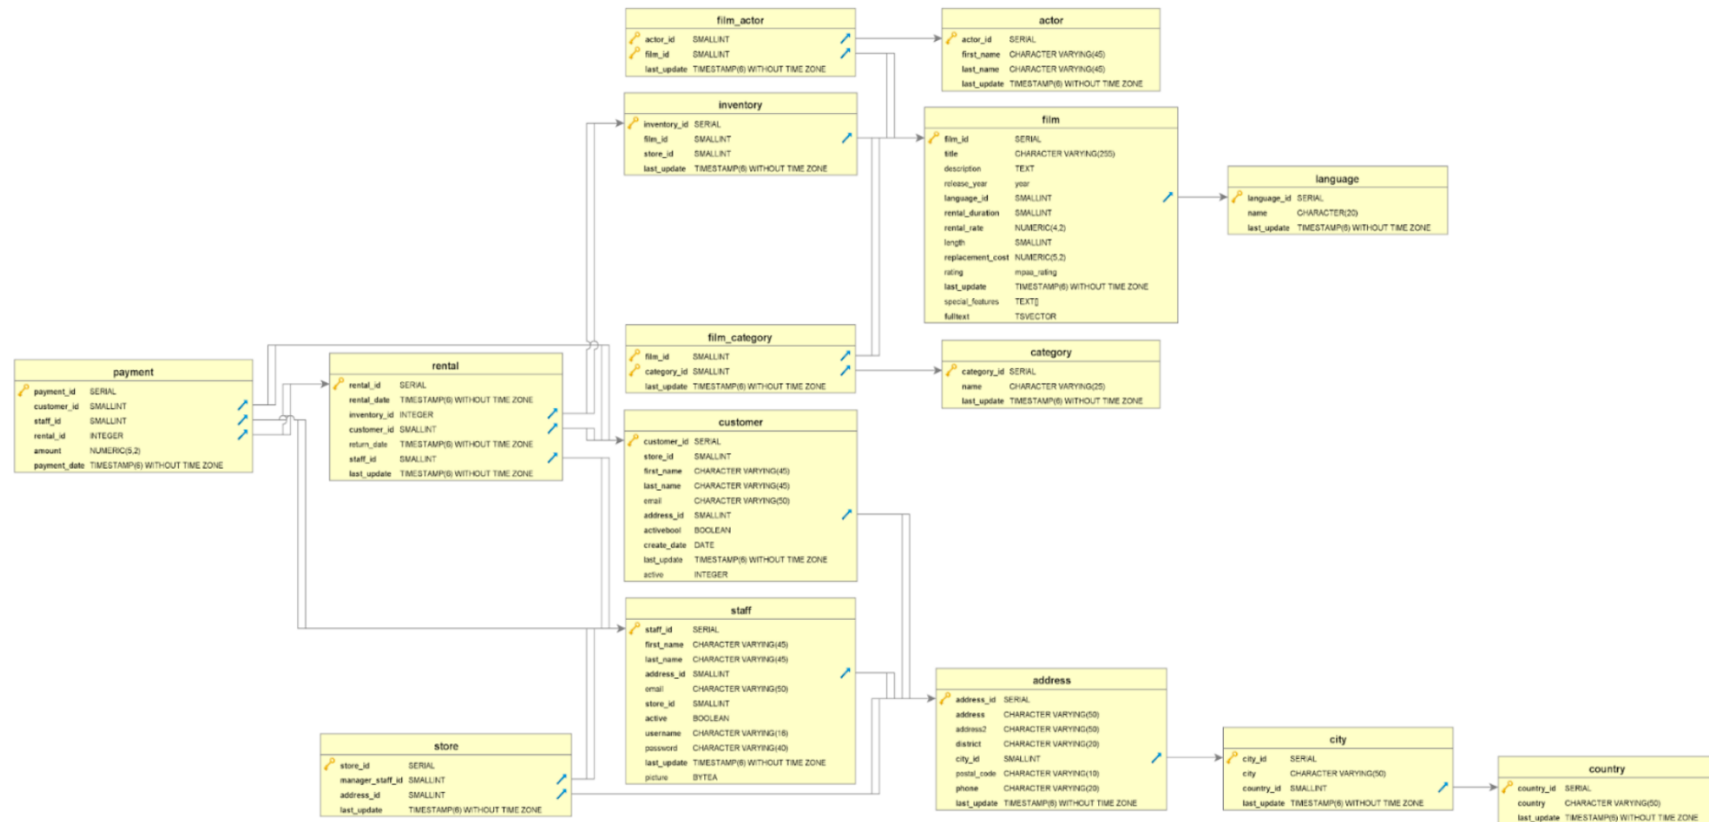 film_actor
actor_id SMALLINT
film_id SMALLINT
last_update TIMESTAMP(6) WITHOUT TIME ZONE
actor
actor_id SERIAL
first_name CHARACTER VARYING(45)
last_name CHARACTER VARYING(45)
last_update TIMESTAMP(6) WITHOUT TIME ZONE
inventory
inventory_id SERIAL
film_id SMALLINT
store_id SMALLINT
last_update TIMESTAMP(6) WITHOUT TIME ZONE
film
film_id SERIAL
title CHARACTER VARYING(255)
description TEXT
release_year year
language_id SMALLINT
rental_duration SMALLINT
rental_rate NUMERIC(4,2)
length SMALLINT
replacement_cost NUMERIC(5,2)
rating mpaa_rating
last_update TIMESTAMP(6) WITHOUT TIME ZONE
special_features TEXT[]
fulltext TSVECTOR
language
language_id SERIAL
name CHARACTER(20)
last_update TIMESTAMP(6) WITHOUT TIME ZONE
film_category
film_id SMALLINT
category_id SMALLINT
last_update TIMESTAMP(6) WITHOUT TIME ZONE
category
category_id SERIAL
name CHARACTER VARYING(25)
last_update TIMESTAMP(6) WITHOUT TIME ZONE
payment
payment_id SERIAL
customer_id SMALLINT
staff_id SMALLINT
rental_id INTEGER
amount NUMERIC(5,2)
payment_date TIMESTAMP(6) WITHOUT TIME ZONE
rental
rental_id SERIAL
rental_date TIMESTAMP(6) WITHOUT TIME ZONE
inventory_id INTEGER
customer_id SMALLINT
return_date TIMESTAMP(6) WITHOUT TIME ZONE
staff_id SMALLINT
last_update TIMESTAMP(6) WITHOUT TIME ZONE
customer
customer_id SERIAL
store_id SMALLINT
first_name CHARACTER VARYING(45)
last_name CHARACTER VARYING(45)
email CHARACTER VARYING(50)
address_id SMALLINT
activebool BOOLEAN
create_date DATE
last_update TIMESTAMP(6) WITHOUT TIME ZONE
active INTEGER
staff
staff_id SERIAL
first_name CHARACTER VARYING(45)
last_name CHARACTER VARYING(45)
address_id SMALLINT
email CHARACTER VARYING(50)
store_id SMALLINT
active BOOLEAN
username CHARACTER VARYING(16)
password CHARACTER VARYING(40)
last_update TIMESTAMP(6) WITHOUT TIME ZONE
picture BYTEA
store
store_id SERIAL
manager_staff_id SMALLINT
address_id SMALLINT
last_update TIMESTAMP(6) WITHOUT TIME ZONE
address
address_id SERIAL
address CHARACTER VARYING(50)
address2 CHARACTER VARYING(50)
district CHARACTER VARYING(20)
city_id SMALLINT
postal_code CHARACTER VARYING(10)
phone CHARACTER VARYING(20)
last_update TIMESTAMP(6) WITHOUT TIME ZONE
city
city_id SERIAL
city CHARACTER VARYING(50)
country_id SMALLINT
last_update TIMESTAMP(6) WITHOUT TIME ZONE
country
country_id SERIAL
country CHARACTER VARYING(50)
last_update TIMESTAMP(6) WITHOUT TIME ZONE